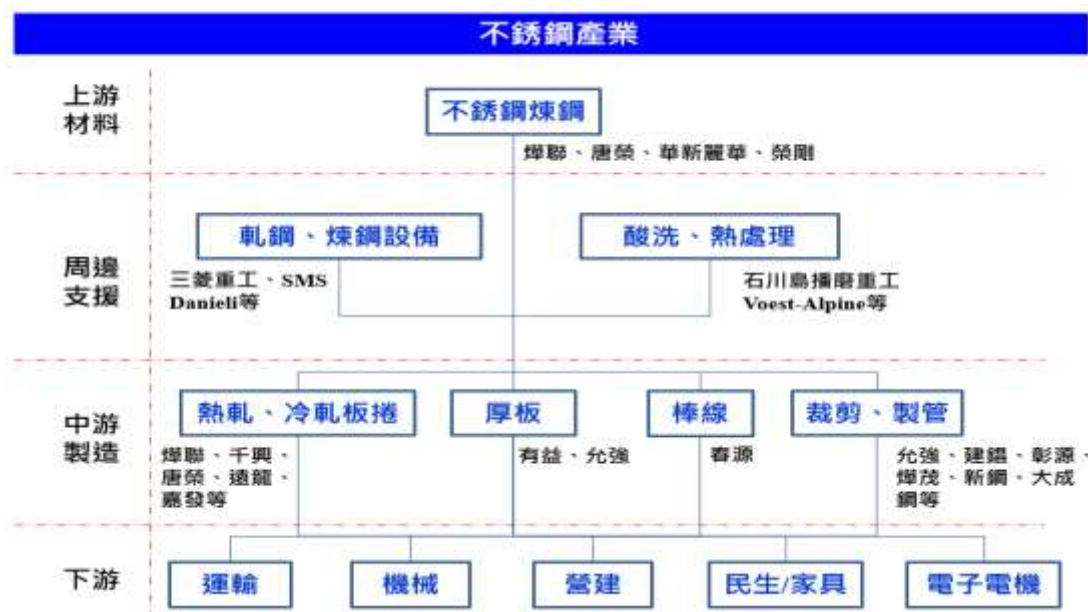 不銹鋼產業
上游
材料
不銹鋼煉鋼
燁聯、唐榮、華新麗華、榮剛
周邊
支援
軋鋼、煉鋼設備
酸洗、熱處理
三菱重工、SMS
Danieli等
石川島播磨重工
Voest-Alpine等
中游
製造
熱軋、冷軋板捲
厚板
棒線
裁剪、製管
燁聯、千興、
唐榮、遠龍、
嘉發等
有益、允強
春源
允強、建錩、彰源、
燁茂、新鋼、大成
鋼等
下游
運輸
機械
營建
民生/家具
電子電機